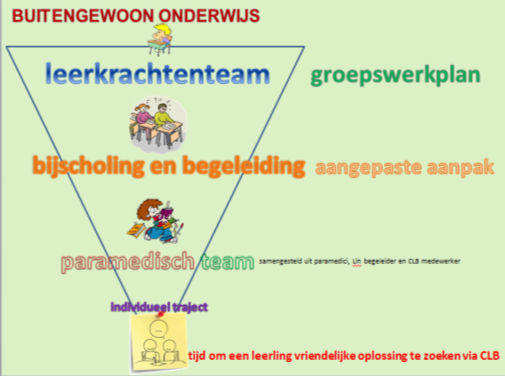 BUITENGEWOON ONDERWIJS
leerkrachtenteam groepswerkplan
bijscholing en begeleiding aangepaste aanpak
paramedisch team samengesteld uit paramedici, Lln begeleider en CLB medewerker
individueel traject
tijd om een leerling vriendelijke oplossing te zoeken via CLB